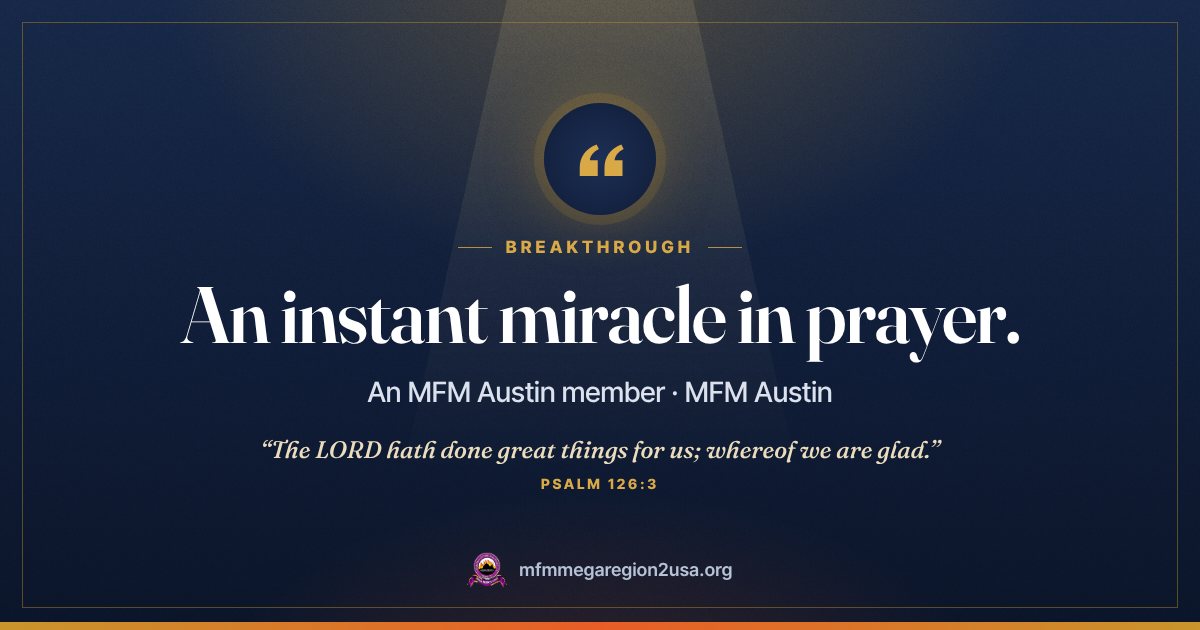 “
BREAKTHROUGH
An instant miracle in prayer.
An MFM Austin member · MFM Austin
“The LORD hath done great things for us; whereof we are glad.”
PSALM 126:3
mfmmegaregion2usa.org